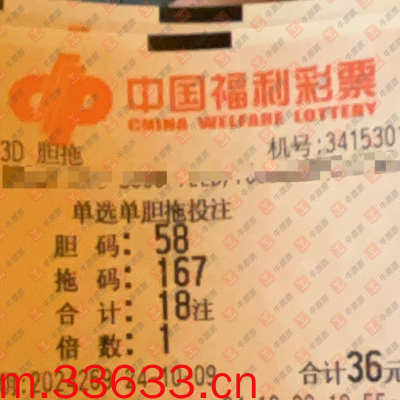 中国福利彩票
CHINA WELFARE LOTTERY
3D 胆拖 机号:3415301
单选单胆拖投注
胆 码: 58
拖 码: 167
合 计: 18注
倍 数: 1
合计36元
m.33633.cn